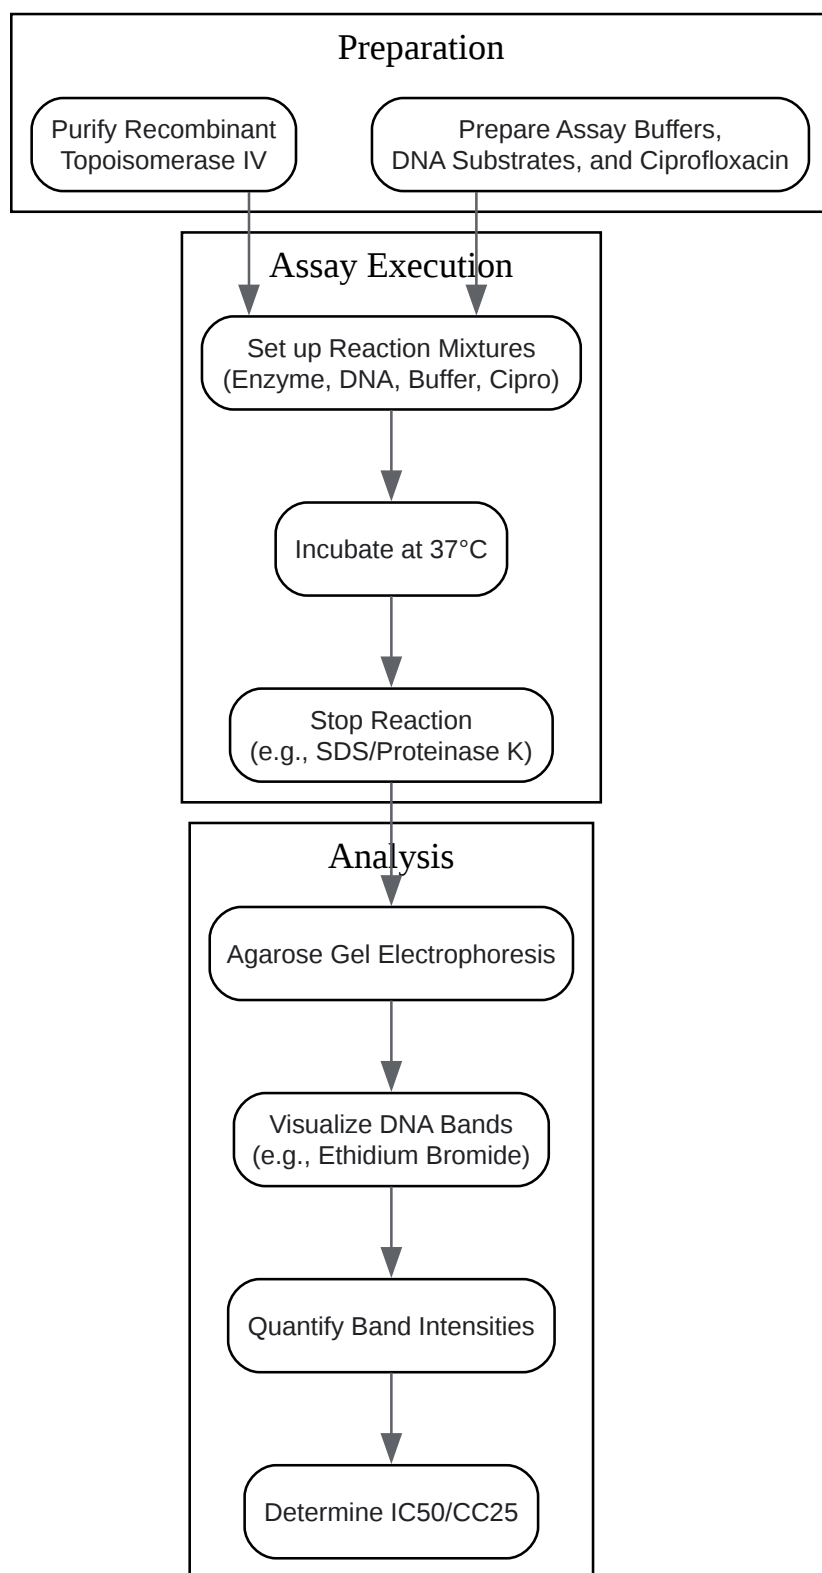 Preparation
Purify Recombinant
Topoisomerase IV
Prepare Assay Buffers,
DNA Substrates, and Ciprofloxacin
Assay Execution
Set up Reaction Mixtures
(Enzyme, DNA, Buffer, Cipro)
Incubate at 37°C
Stop Reaction
(e.g., SDS/Proteinase K)
Analysis
Agarose Gel Electrophoresis
Visualize DNA Bands
(e.g., Ethidium Bromide)
Quantify Band Intensities
Determine IC50/CC25